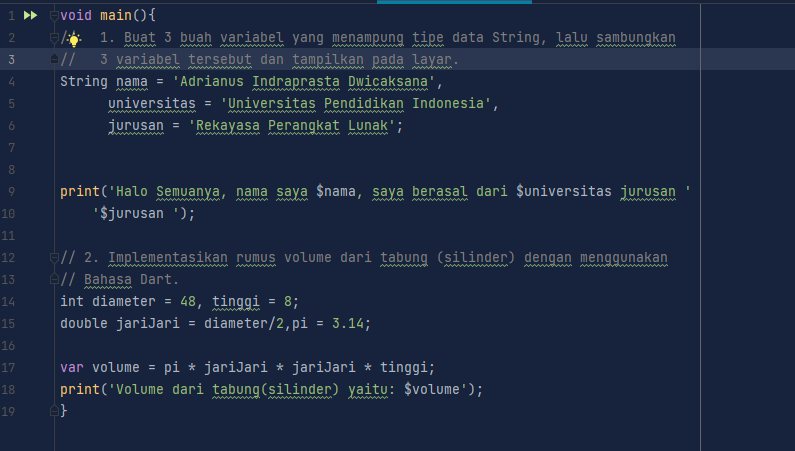 1 void main(){
2 / 1. Buat 3 buah variabel yang menampung tipe data String, lalu sambungkan
3 // 3 variabel tersebut dan tampilkan pada layar.
4 String nama = 'Adrianus Indraprasta Dwicaksana',
5 universitas = 'Universitas Pendidikan Indonesia',
6 jurusan = 'Rekayasa Perangkat Lunak';
7
8
9 print('Halo Semuanya, nama saya $nama, saya berasal dari $universitas jurusan '
10 '$jurusan ');
11
12 // 2. Implementasikan rumus volume dari tabung (silinder) dengan menggunakan
13 // Bahasa Dart.
14 int diameter = 48, tinggi = 8;
15 double jariJari = diameter/2,pi = 3.14;
16
17 var volume = pi * jariJari * jariJari * tinggi;
18 print('Volume dari tabung(silinder) yaitu: $volume');
19 }